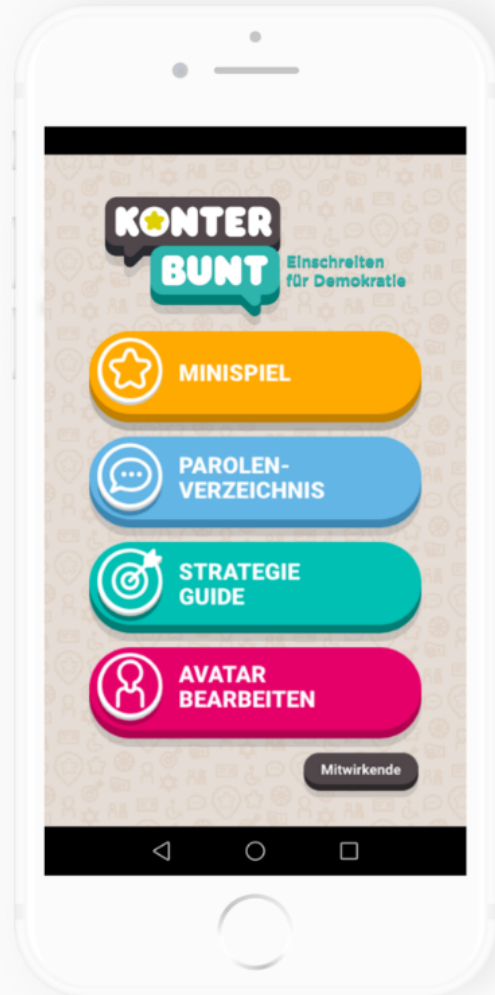 KONTER
BUNT
Einschreiten
für Demokratie
MINISPIEL
PAROLEN-
VERZEICHNIS
STRATEGIE
GUIDE
AVATAR
BEARBEITEN
Mitwirkende